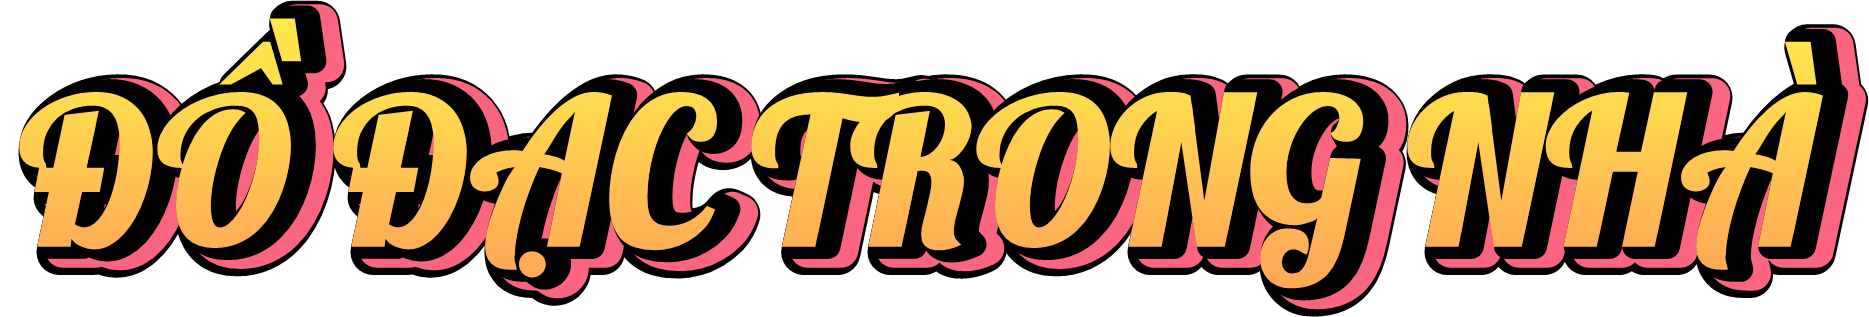 ĐỒ ĐẠC TRONG NHÀ